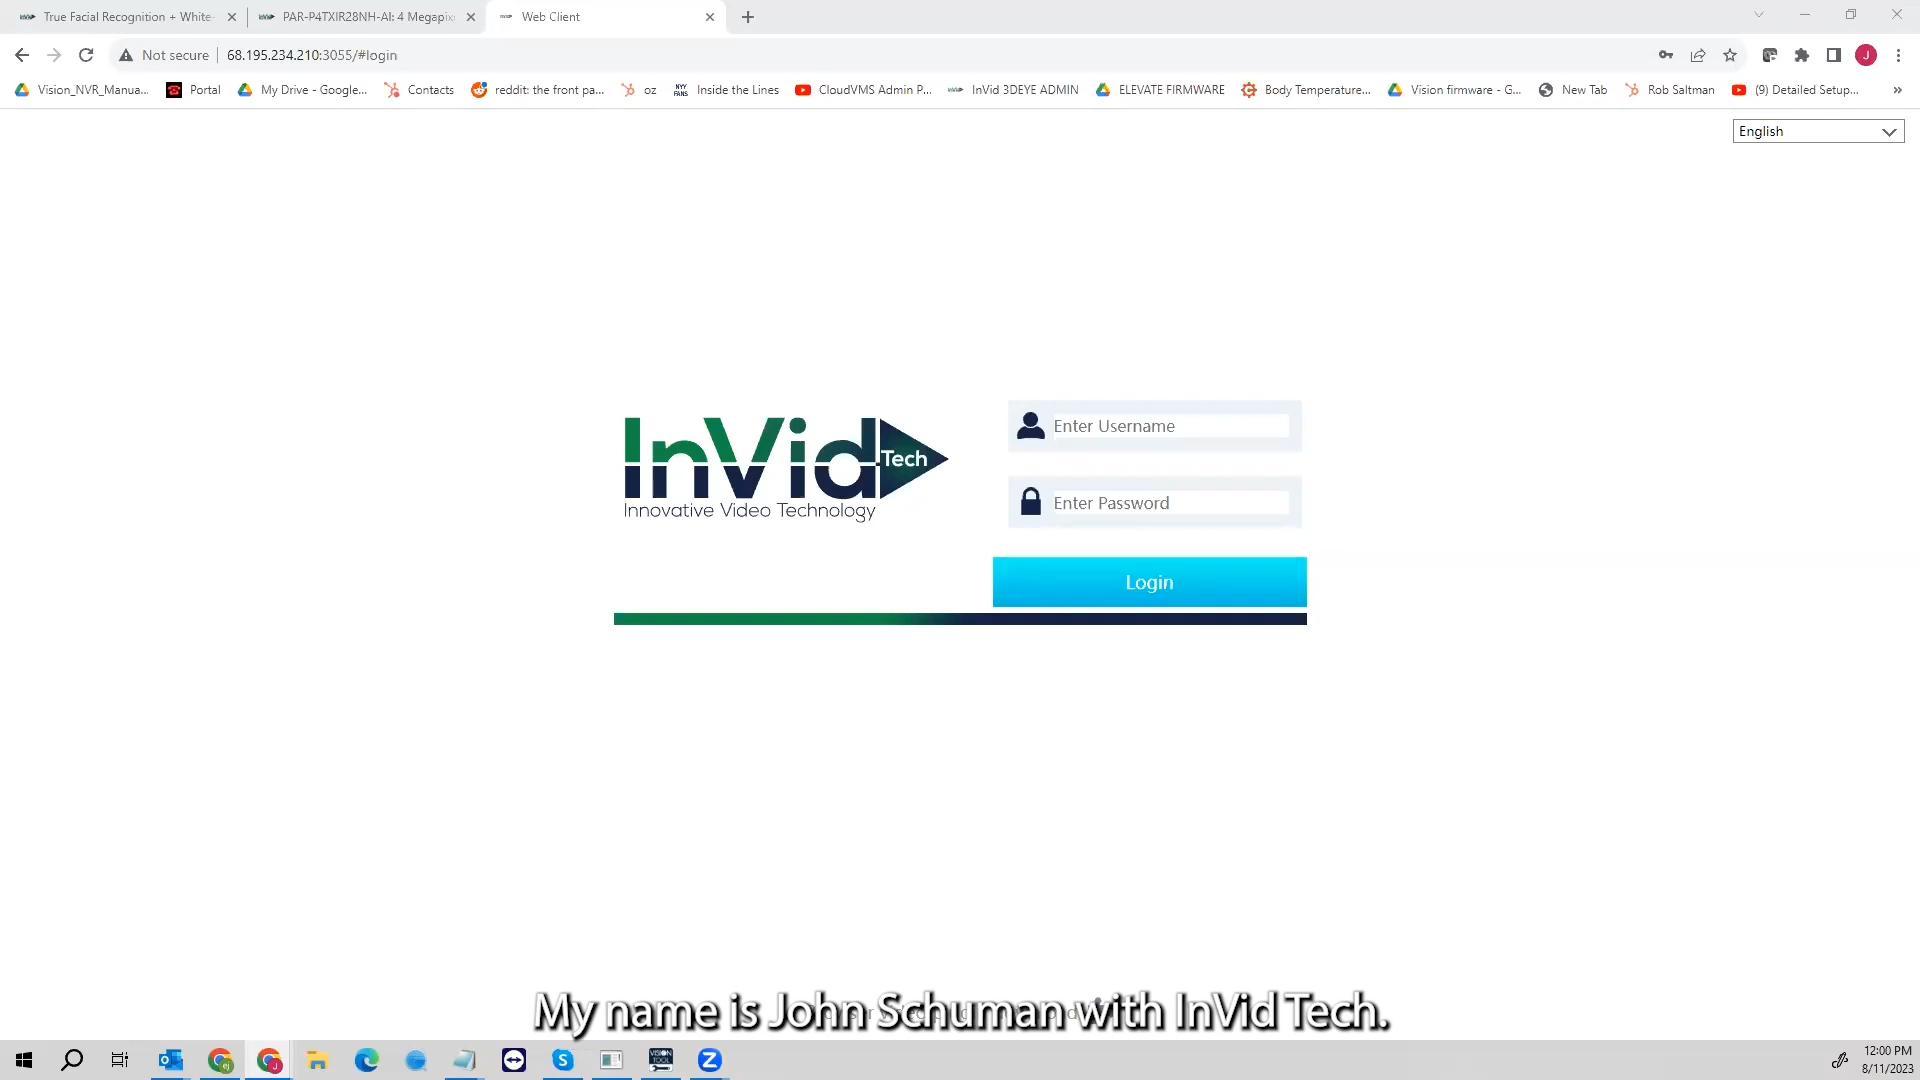 True Facial Recognition + White-
PAR-P4TXIR28NH-AI: 4 Megapix
Web Client
Not secure
68.195.234.210:3055/#login
J
Vision_NVR_Manua...
Portal
My Drive - Google...
Contacts
reddit: the front pa...
oz
NYY FANS
Inside the Lines
CloudVMS Admin P...
InVid 3DEYE ADMIN
ELEVATE FIRMWARE
Body Temperature...
Vision firmware - G...
New Tab
Rob Saltman
(9) Detailed Setup...
»
English
InVid Tech
Innovative Video Technology
Enter Username
Enter Password
Login
My name is John Schuman with InVid Tech.
VISION TOOL
12:00 PM
8/11/2023